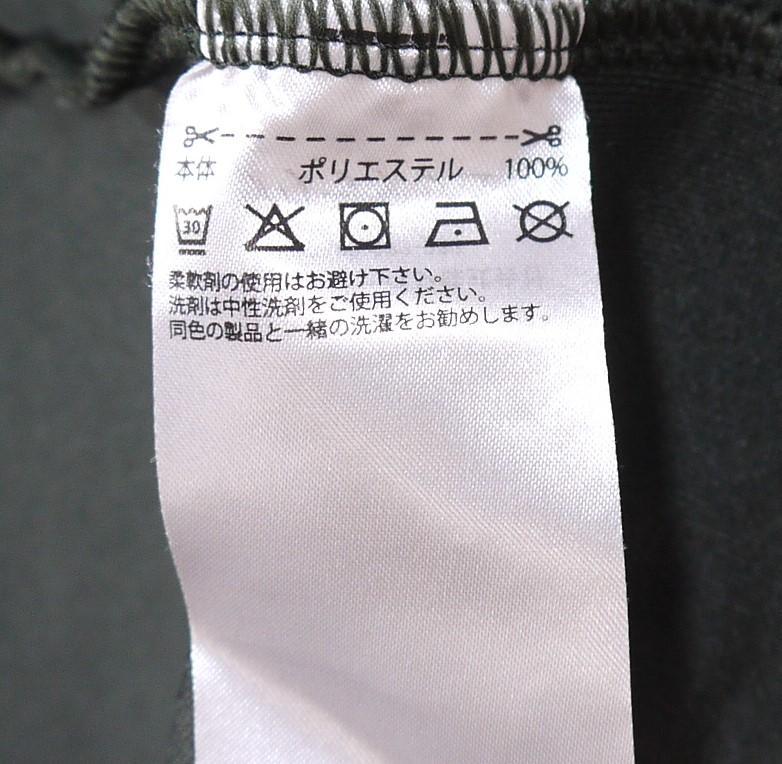 本体 ポリエステル 100%
30
柔軟剤の使用はお避け下さい。
洗剤は中性洗剤をご使用ください。
同色の製品と一緒の洗濯をお勧めします。